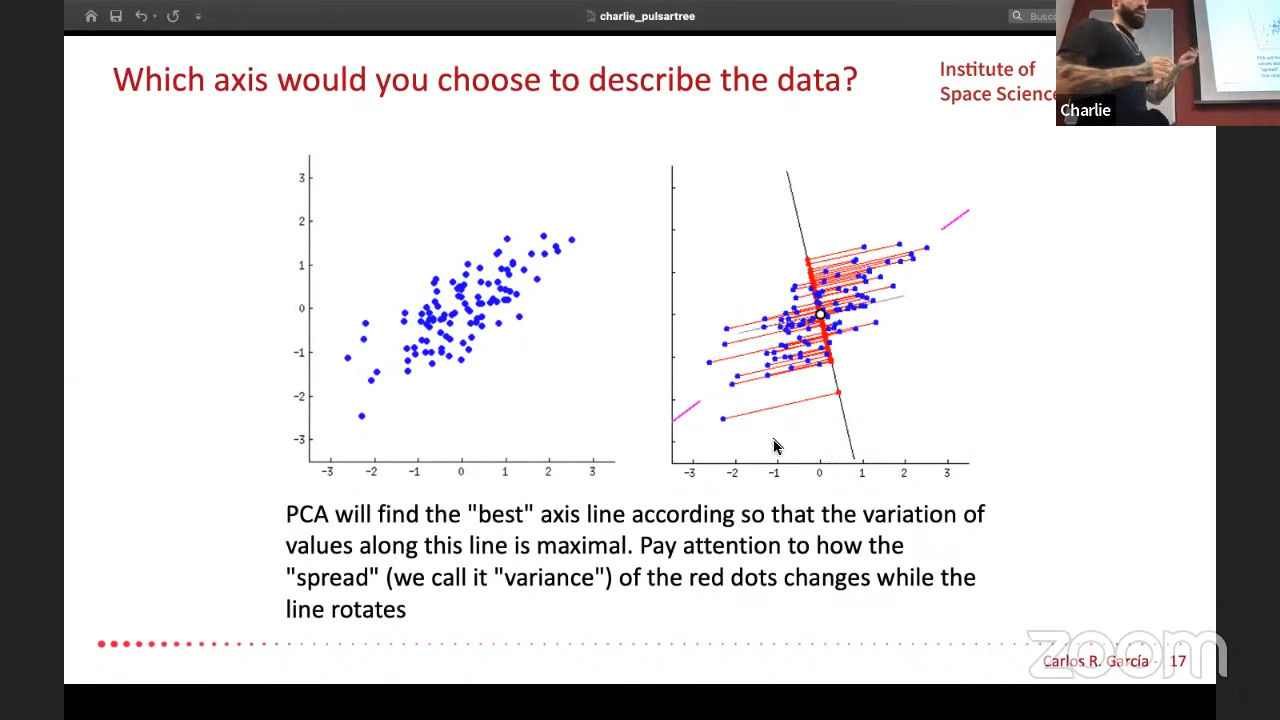 charlie_pulsartree
Busca
Which axis would you choose to describe the data?
Institute of
Space Science
Charlie
3
2
1
0
-1
-2
-3
-3 -2 -1 0 1 2 3
-3 -2 -1 0 1 2 3
PCA will find the "best" axis line according so that the variation of
values along this line is maximal. Pay attention to how the
"spread" (we call it "variance") of the red dots changes while the
line rotates
zoom
Carlos R. García - 17